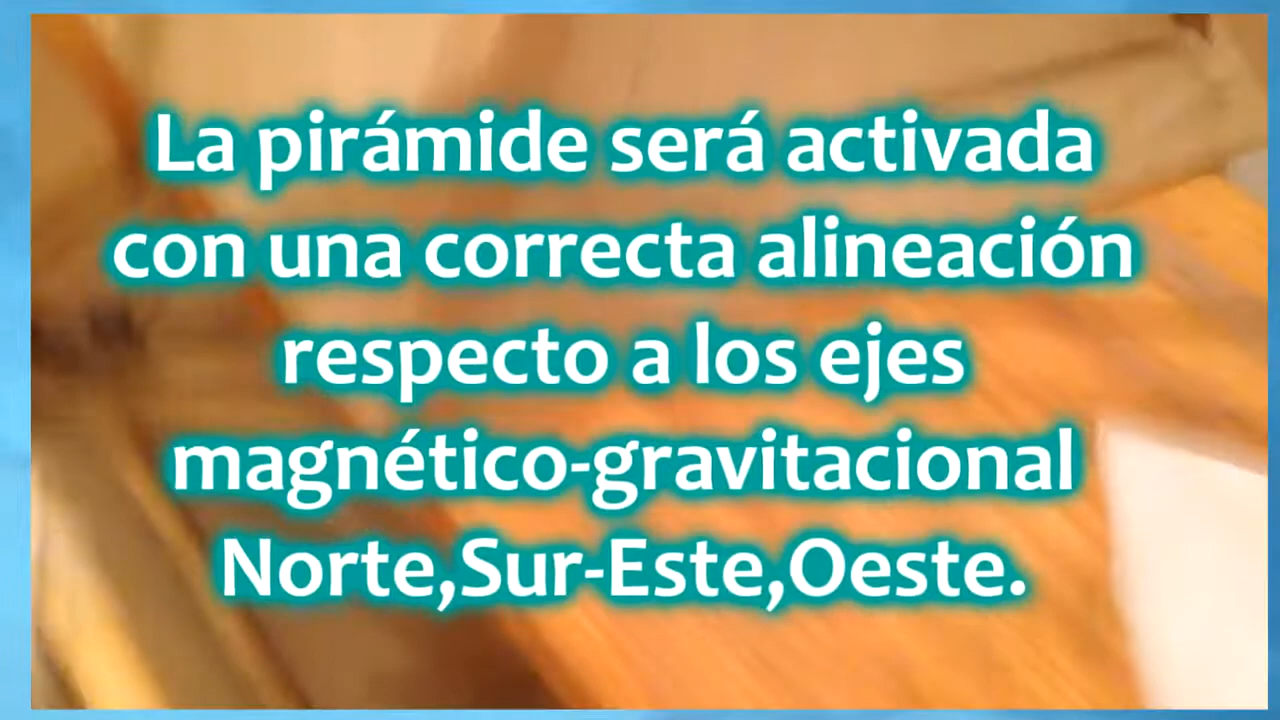 La pirámide será activada
con una correcta alineación
respecto a los ejes
magnético-gravitacional
Norte,Sur-Este,Oeste.